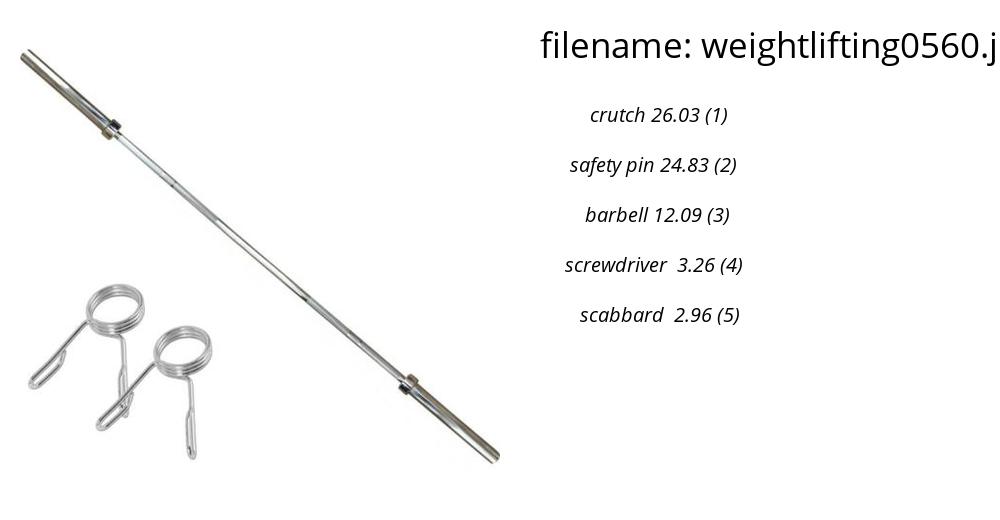 filename: weightlifting0560.j
crutch 26.03 (1)
safety pin 24.83 (2)
barbell 12.09 (3)
screwdriver 3.26 (4)
scabbard 2.96 (5)